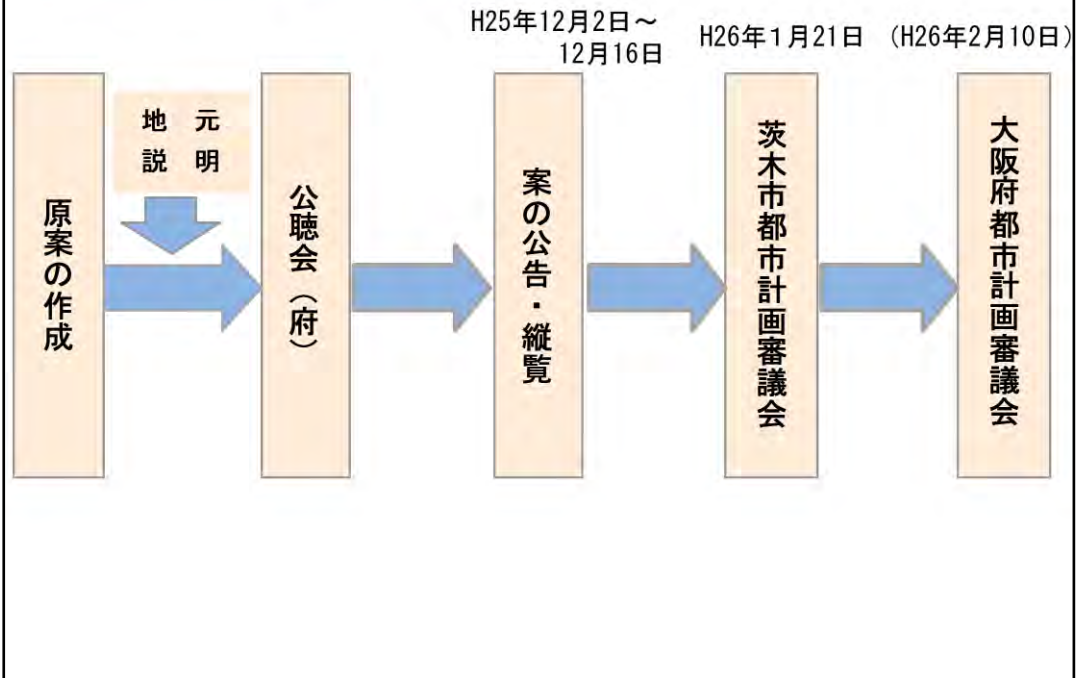 H25年12月2日～
12月16日
H26年1月21日
(H26年2月10日)
原案の作成
地元
説明
公聴会（府）
案の公告・縦覧
茨木市都市計画審議会
大阪府都市計画審議会